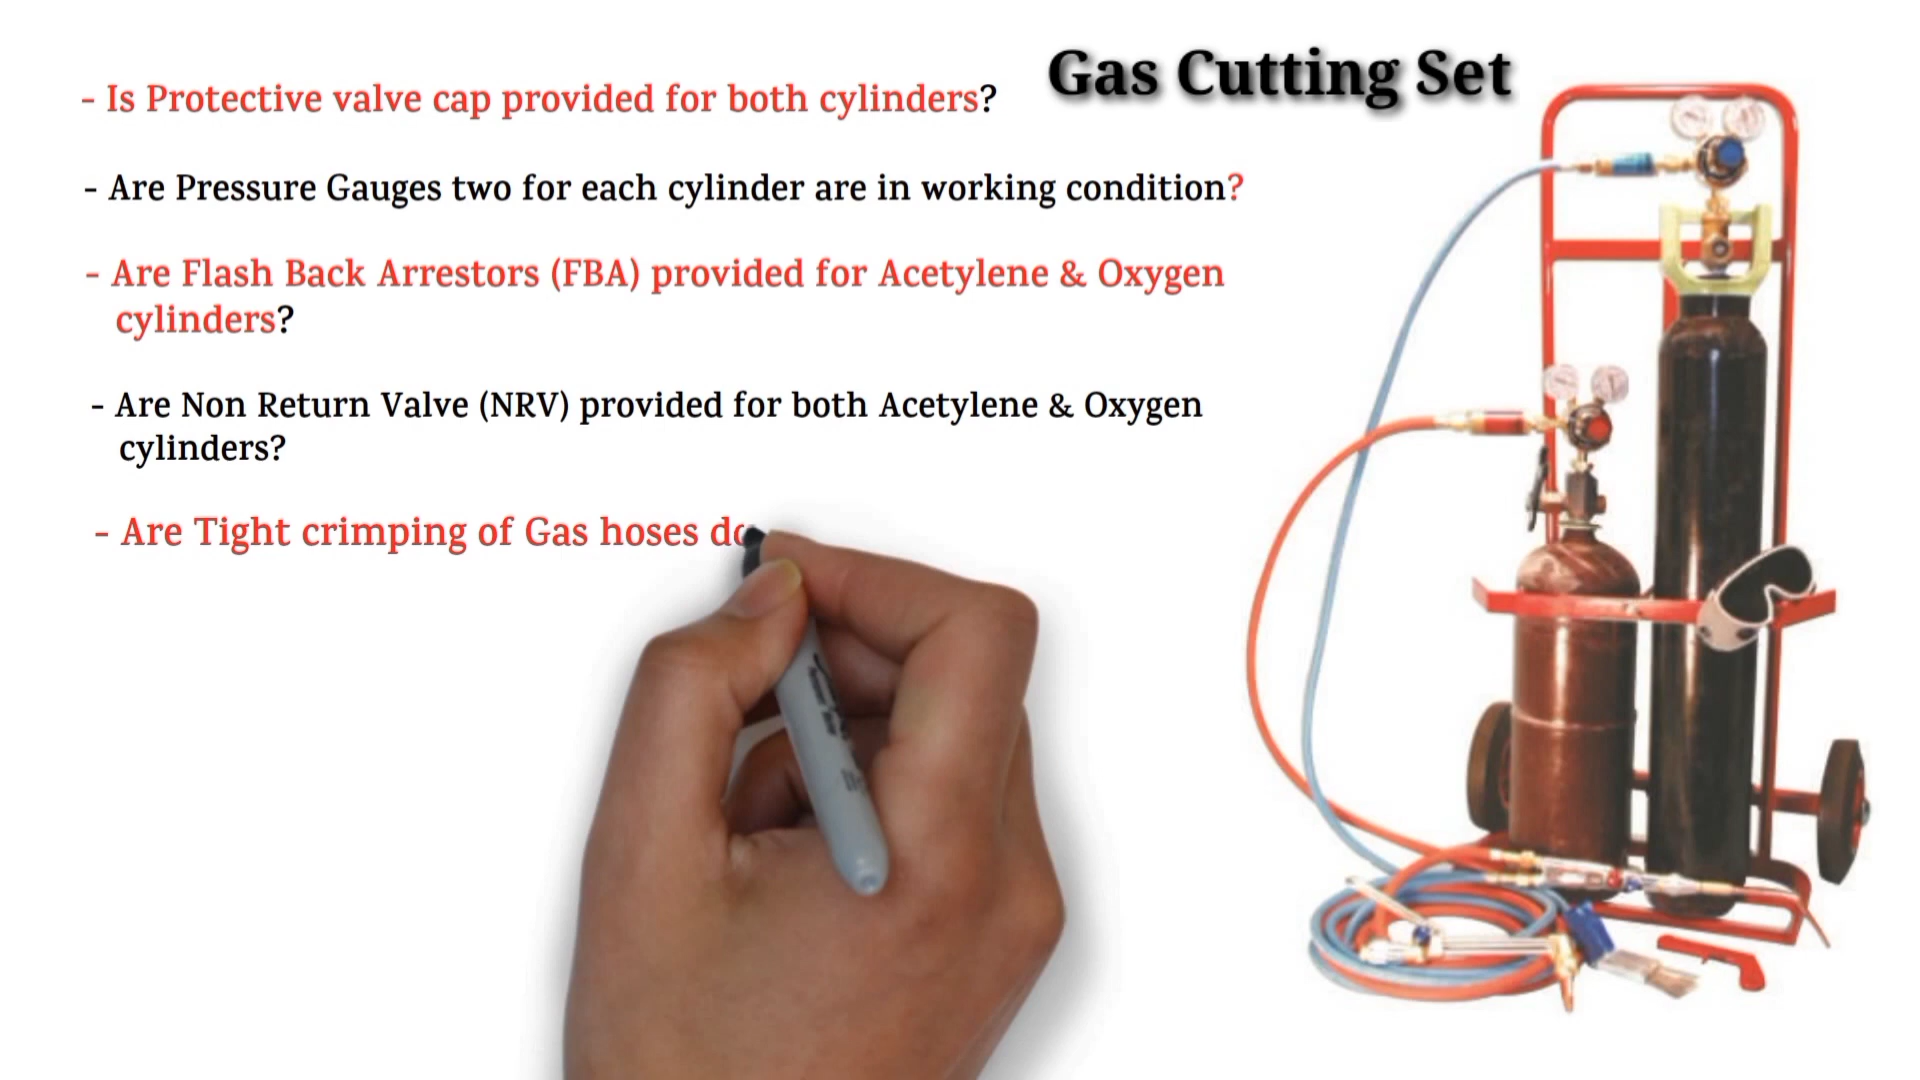 Gas Cutting Set
- Is Protective valve cap provided for both cylinders?
- Are Pressure Gauges two for each cylinder are in working condition?
- Are Flash Back Arrestors (FBA) provided for Acetylene & Oxygen
cylinders?
- Are Non Return Valve (NRV) provided for both Acetylene & Oxygen
cylinders?
- Are Tight crimping of Gas hoses